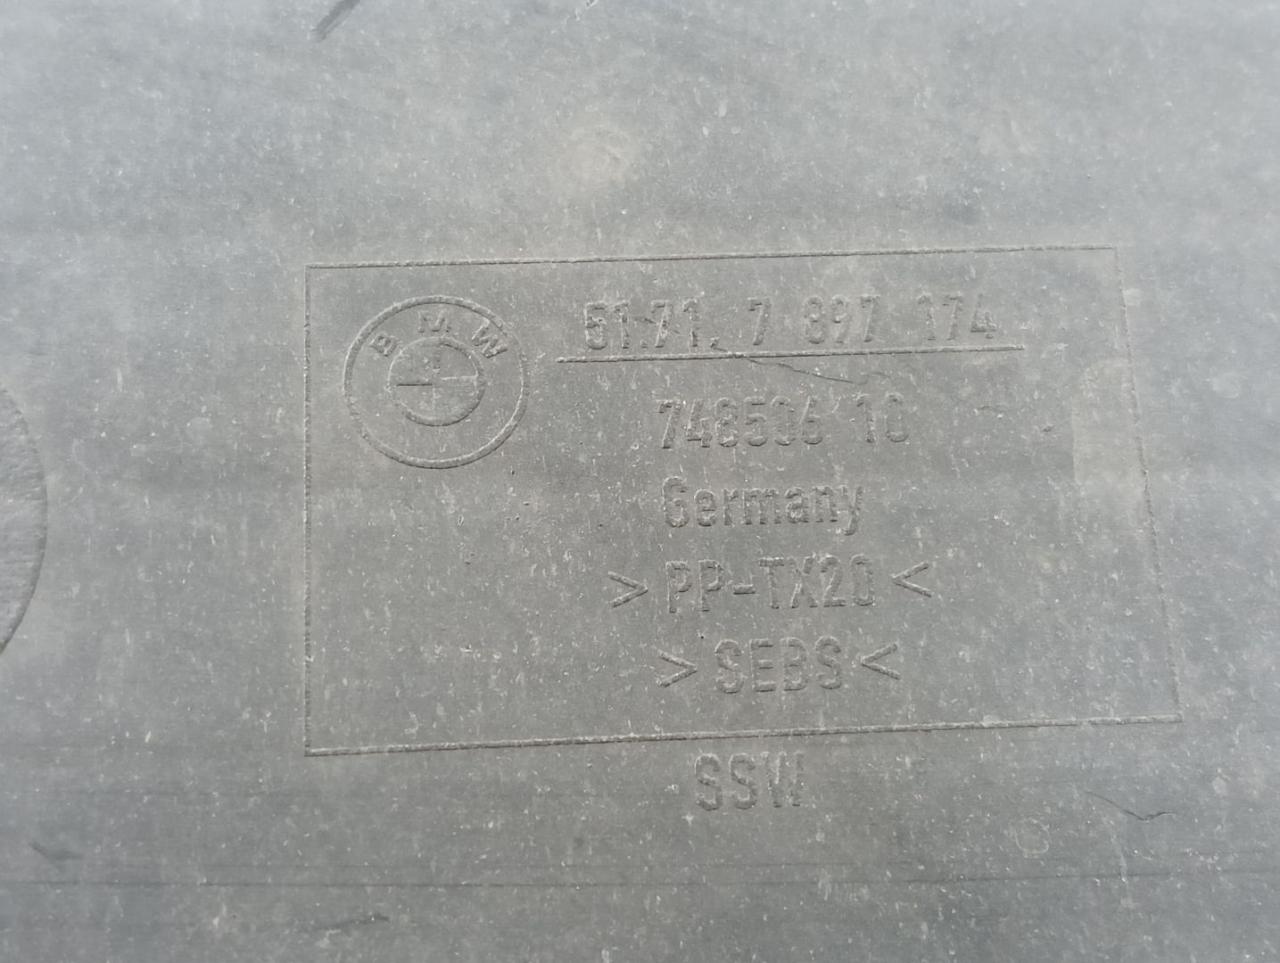 BMW
51.71. 7 897 174
748506 10
Germany
> PP-TX20 <
> SEBS <
SSW